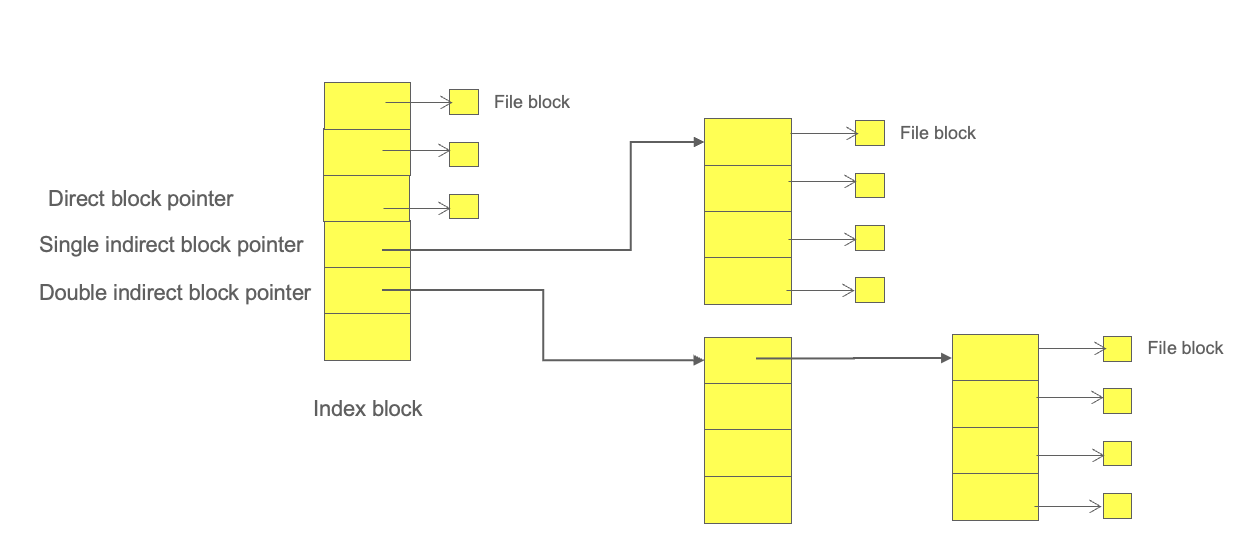 File block
File block
Direct block pointer
Single indirect block pointer
Double indirect block pointer
File block
Index block